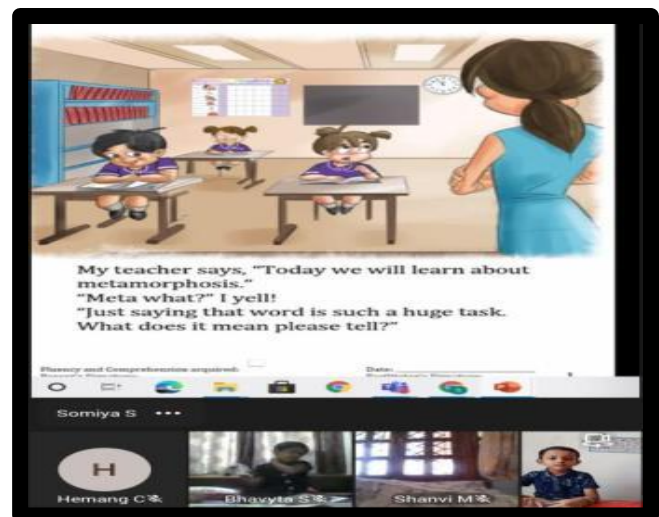 My teacher says, "Today we will learn about
metamorphosis."
"Meta what?" I yell!
"Just saying that word is such a huge task.
What does it mean please tell?"
Fluency and Comprehension acquired:
Date:
Somiya S
H
Hemang C
Bhavyta S
Shanvi M